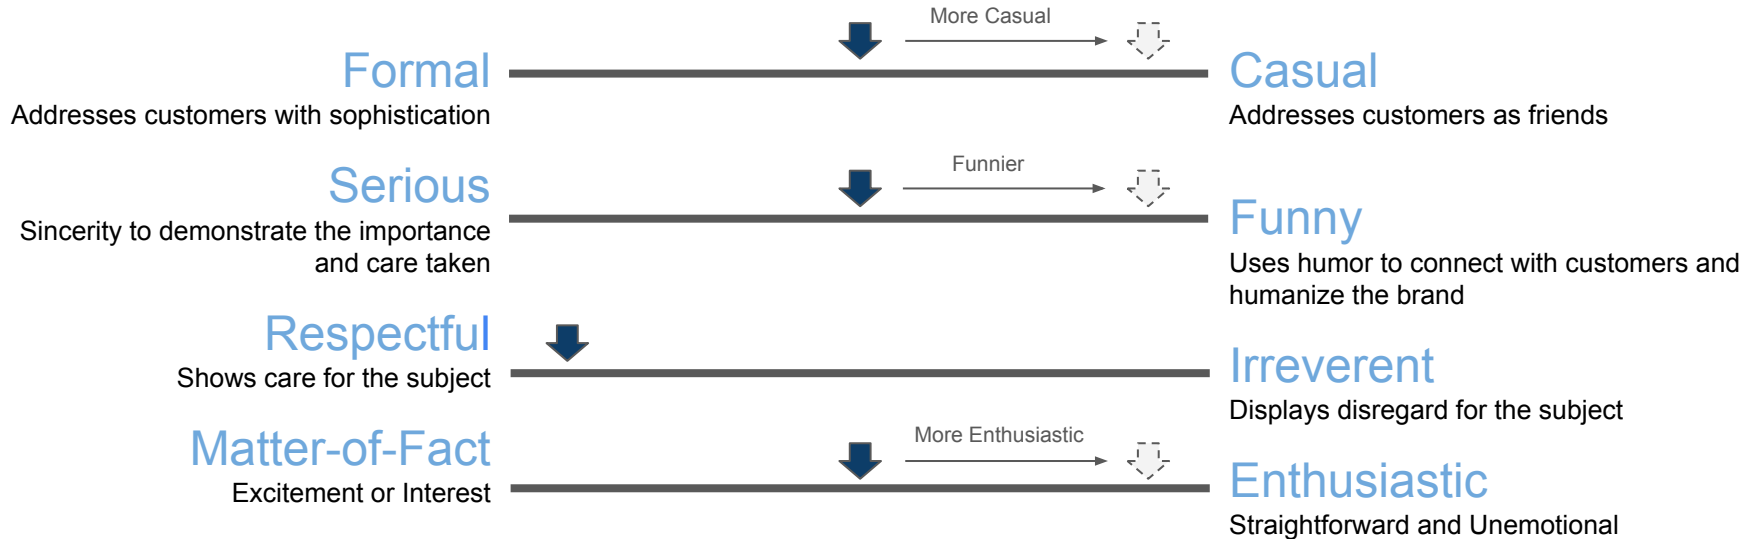 More Casual
Formal
Addresses customers with sophistication
Casual
Addresses customers as friends
Funnier
Serious
Sincerity to demonstrate the importance
and care taken
Funny
Uses humor to connect with customers and
humanize the brand
Respectful
Shows care for the subject
Irreverent
Displays disregard for the subject
More Enthusiastic
Matter-of-Fact
Excitement or Interest
Enthusiastic
Straightforward and Unemotional